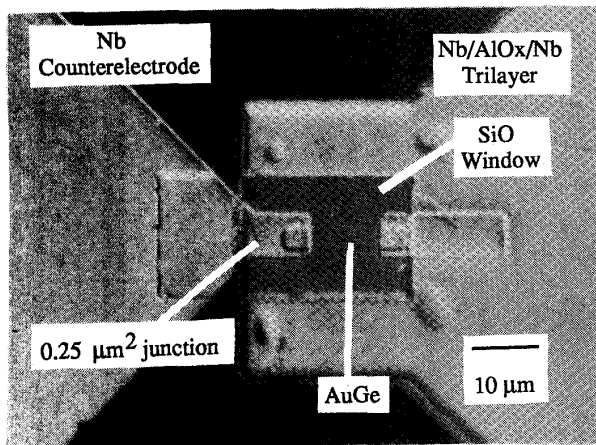 Nb
Counterelectrode
Nb/AlOx/Nb
Trilayer
SiO
Window
0.25 μm² junction
AuGe
10 μm